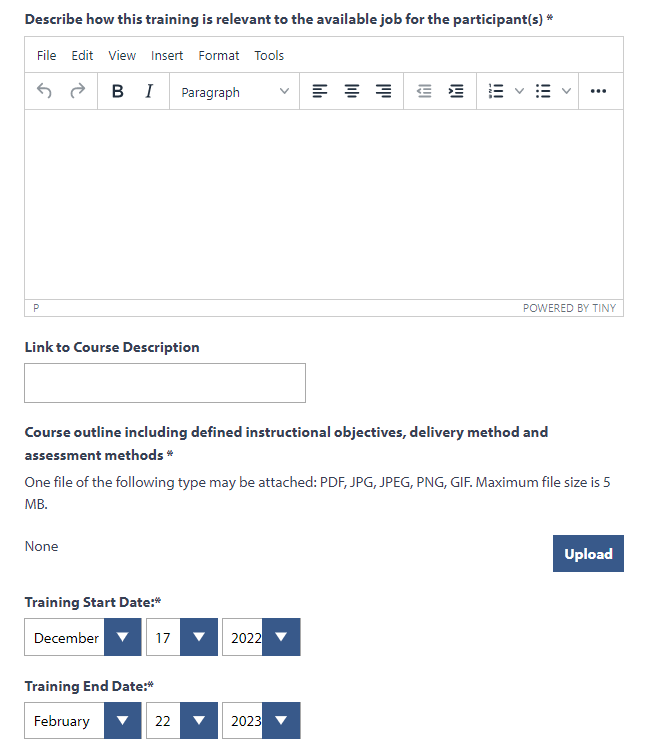 Describe how this training is relevant to the available job for the participant(s) *
File Edit View Insert Format Tools
B I Paragraph
P POWERED BY TINY
Link to Course Description
Course outline including defined instructional objectives, delivery method and
assessment methods *
One file of the following type may be attached: PDF, JPG, JPEG, PNG, GIF. Maximum file size is 5
MB.
None
Upload
Training Start Date:*
December 17 2022
Training End Date:*
February 22 2023